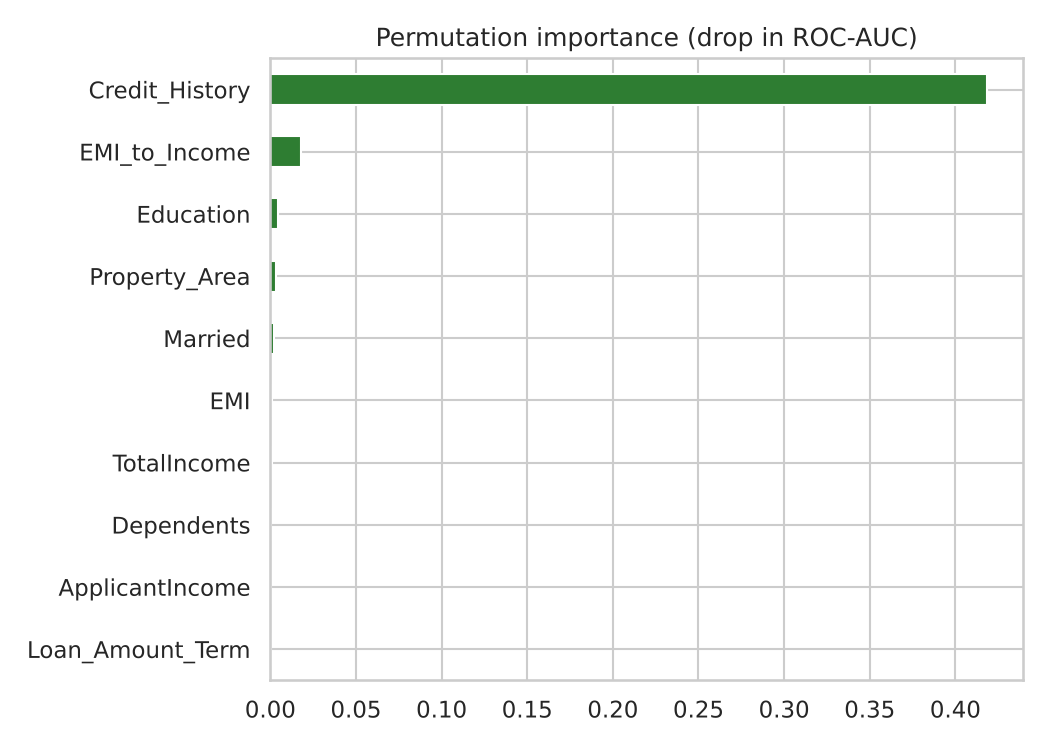 Permutation importance (drop in ROC-AUC)
Credit_History
EMI_to_Income
Education
Property_Area
Married
EMI
TotalIncome
Dependents
ApplicantIncome
Loan_Amount_Term
0.00 0.05 0.10 0.15 0.20 0.25 0.30 0.35 0.40